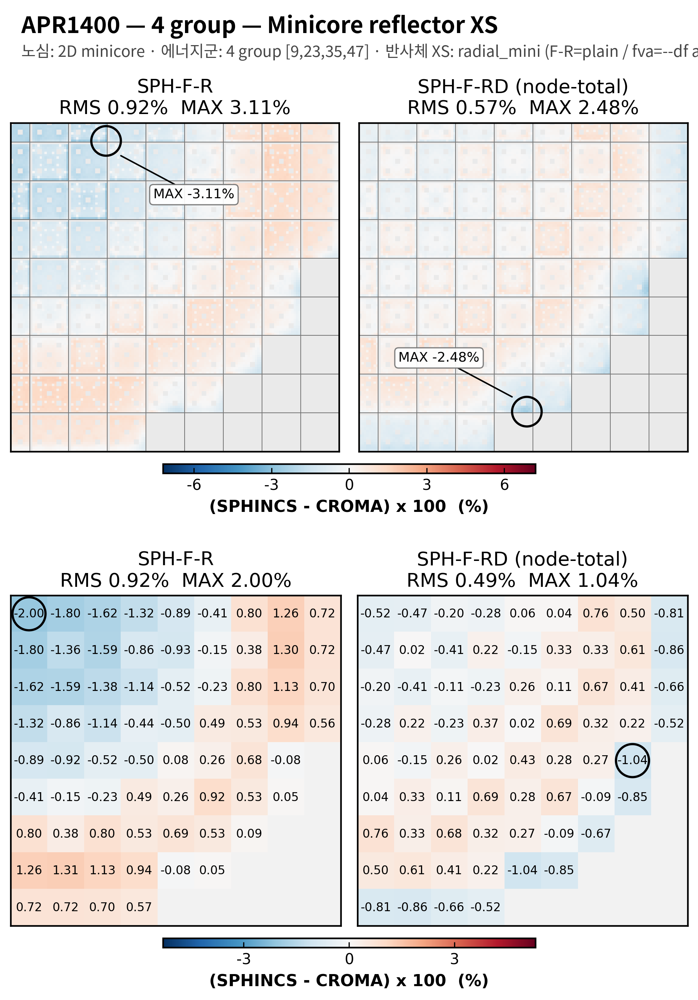 APR1400 — 4 group — Minicore reflector XS
노심: 2D minicore · 에너지군: 4 group [9,23,35,47] · 반사체 XS: radial_mini (F-R=plain / fva=--df a
SPH-F-R
RMS 0.92%  MAX 3.11%
SPH-F-RD (node-total)
RMS 0.57%  MAX 2.48%
MAX -3.11%
MAX -2.48%
-6 -3 0 3 6
(SPHINCS - CROMA) x 100  (%)
SPH-F-R
RMS 0.92%  MAX 2.00%
-2.00 -1.80 -1.62 -1.32 -0.89 -0.41 0.80 1.26 0.72
-1.80 -1.36 -1.59 -0.86 -0.93 -0.15 0.38 1.30 0.72
-1.62 -1.59 -1.38 -1.14 -0.52 -0.23 0.80 1.13 0.70
-1.32 -0.86 -1.14 -0.44 -0.50 0.49 0.53 0.94 0.56
-0.89 -0.92 -0.52 -0.50 0.08 0.26 0.68 -0.08
-0.41 -0.15 -0.23 0.49 0.26 0.92 0.53 0.05
0.80 0.38 0.80 0.53 0.69 0.53 0.09
1.26 1.31 1.13 0.94 -0.08 0.05
0.72 0.72 0.70 0.57
SPH-F-RD (node-total)
RMS 0.49%  MAX 1.04%
-0.52 -0.47 -0.20 -0.28 0.06 0.04 0.76 0.50 -0.81
-0.47 0.02 -0.41 0.22 -0.15 0.33 0.33 0.61 -0.86
-0.20 -0.41 -0.11 -0.23 0.26 0.11 0.67 0.41 -0.66
-0.28 0.22 -0.23 0.37 0.02 0.69 0.32 0.22 -0.52
0.06 -0.15 0.26 0.02 0.43 0.28 0.27 -1.04
0.04 0.33 0.11 0.69 0.28 0.67 -0.09 -0.85
0.76 0.33 0.68 0.32 0.27 -0.09 -0.67
0.50 0.61 0.41 0.22 -1.04 -0.85
-0.81 -0.86 -0.66 -0.52
-3 0 3
(SPHINCS - CROMA) x 100  (%)